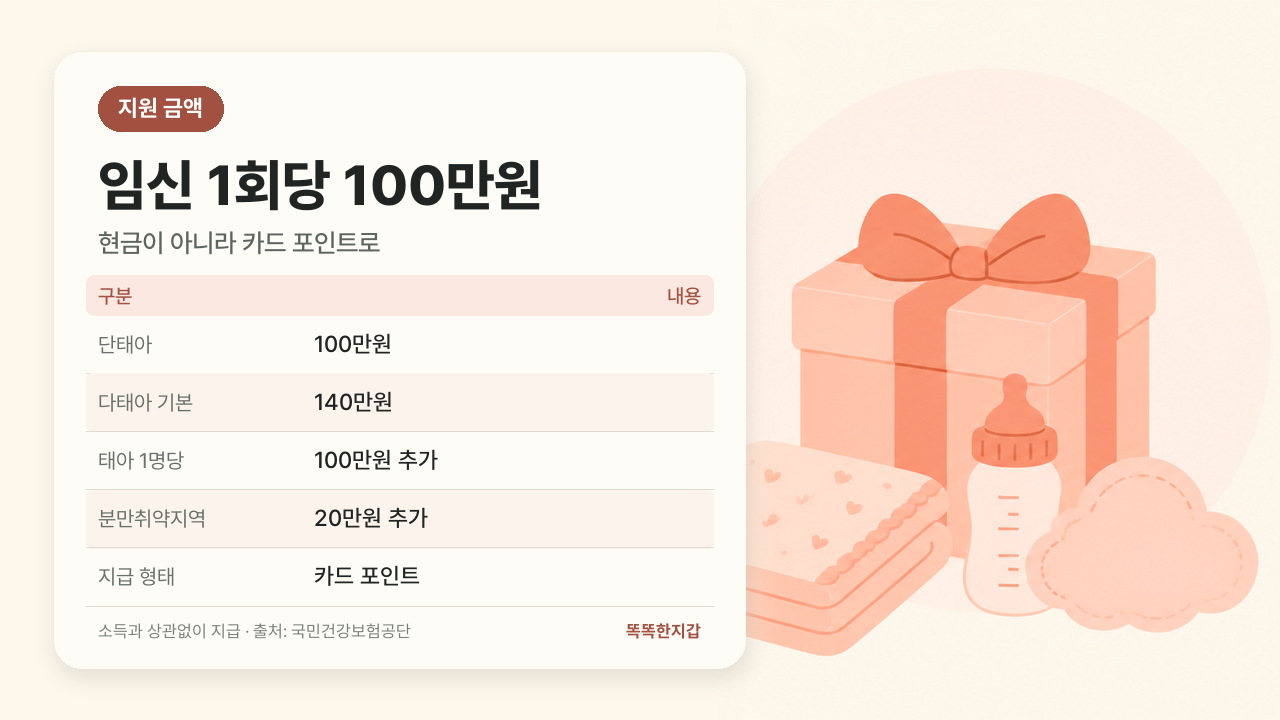 지원 금액
임신 1회당 100만원
현금이 아니라 카드 포인트로
구분 내용
단태아 100만원
다태아 기본 140만원
태아 1명당 100만원 추가
분만취약지역 20만원 추가
지급 형태 카드 포인트
소득과 상관없이 지급 · 출처: 국민건강보험공단 똑똑한지갑